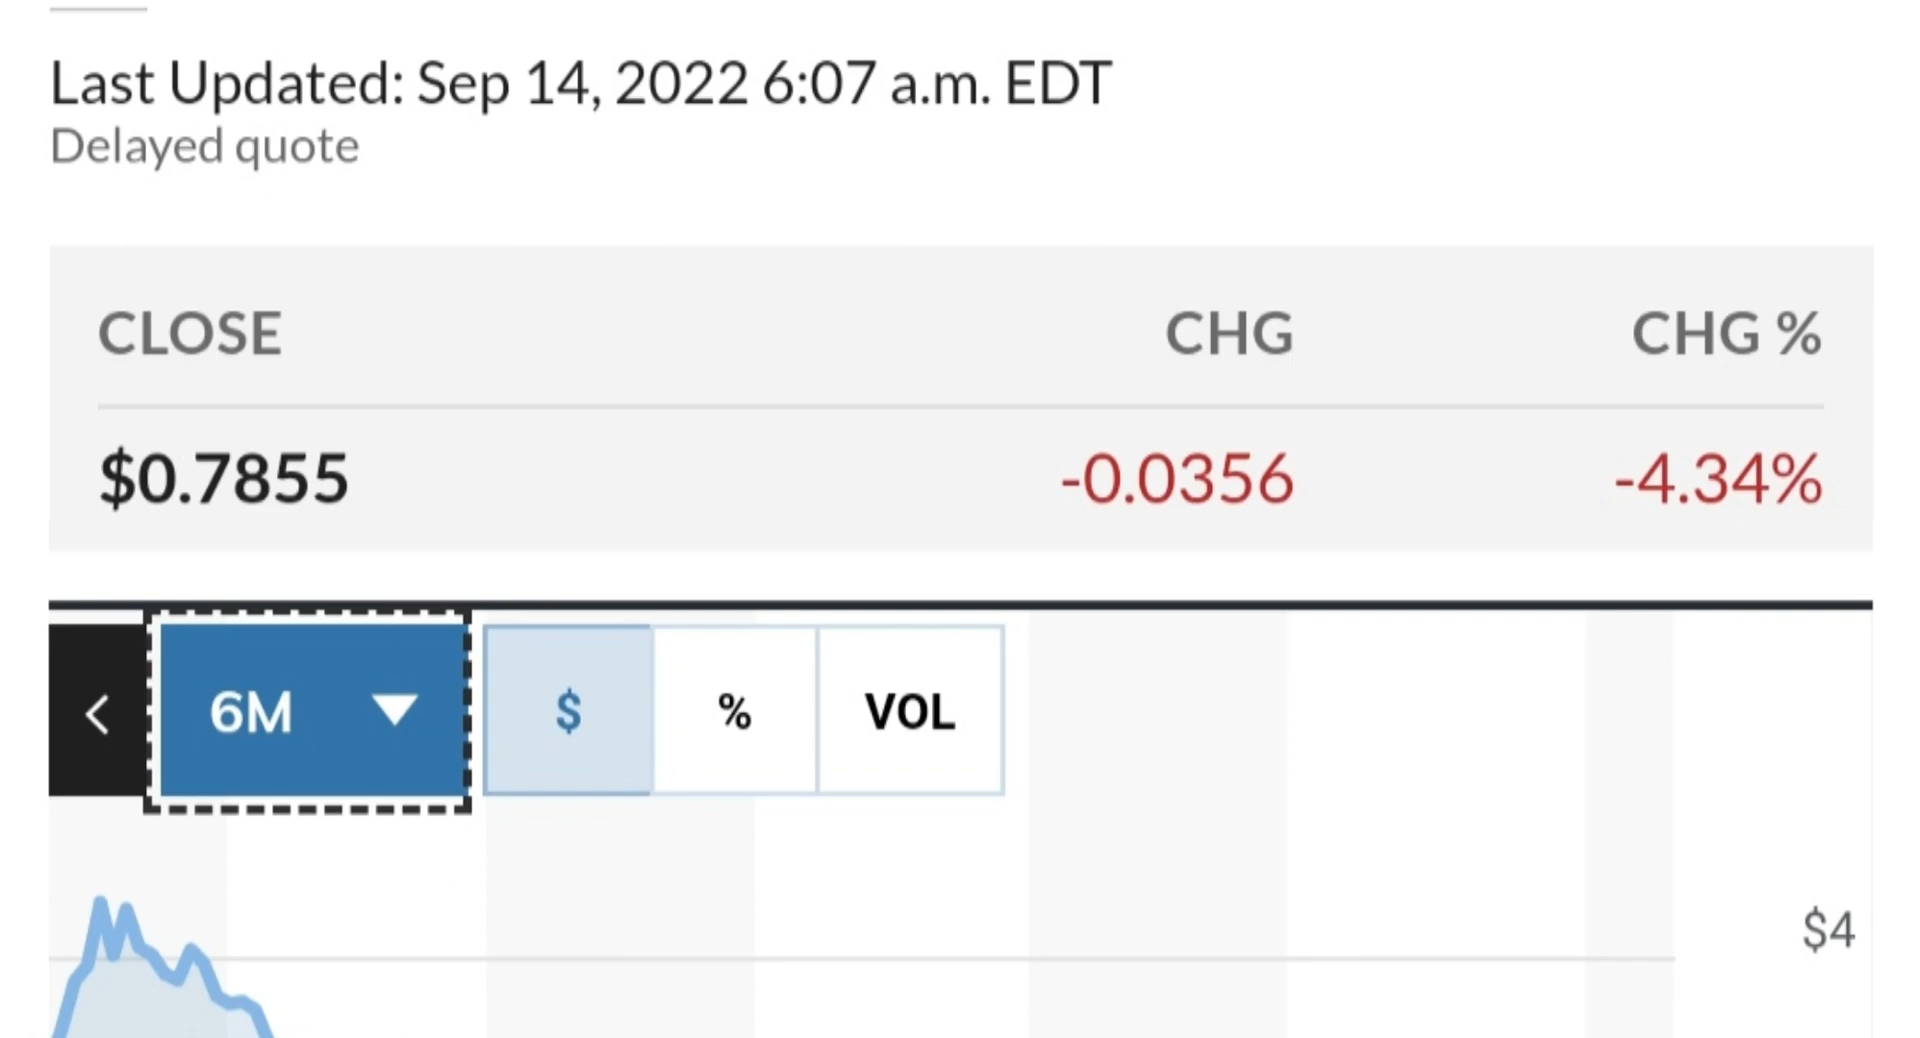 Last Updated: Sep 14, 2022 6:07 a.m. EDT
Delayed quote
CLOSE CHG CHG %
$0.7855 -0.0356 -4.34%
6M $ % VOL
$4